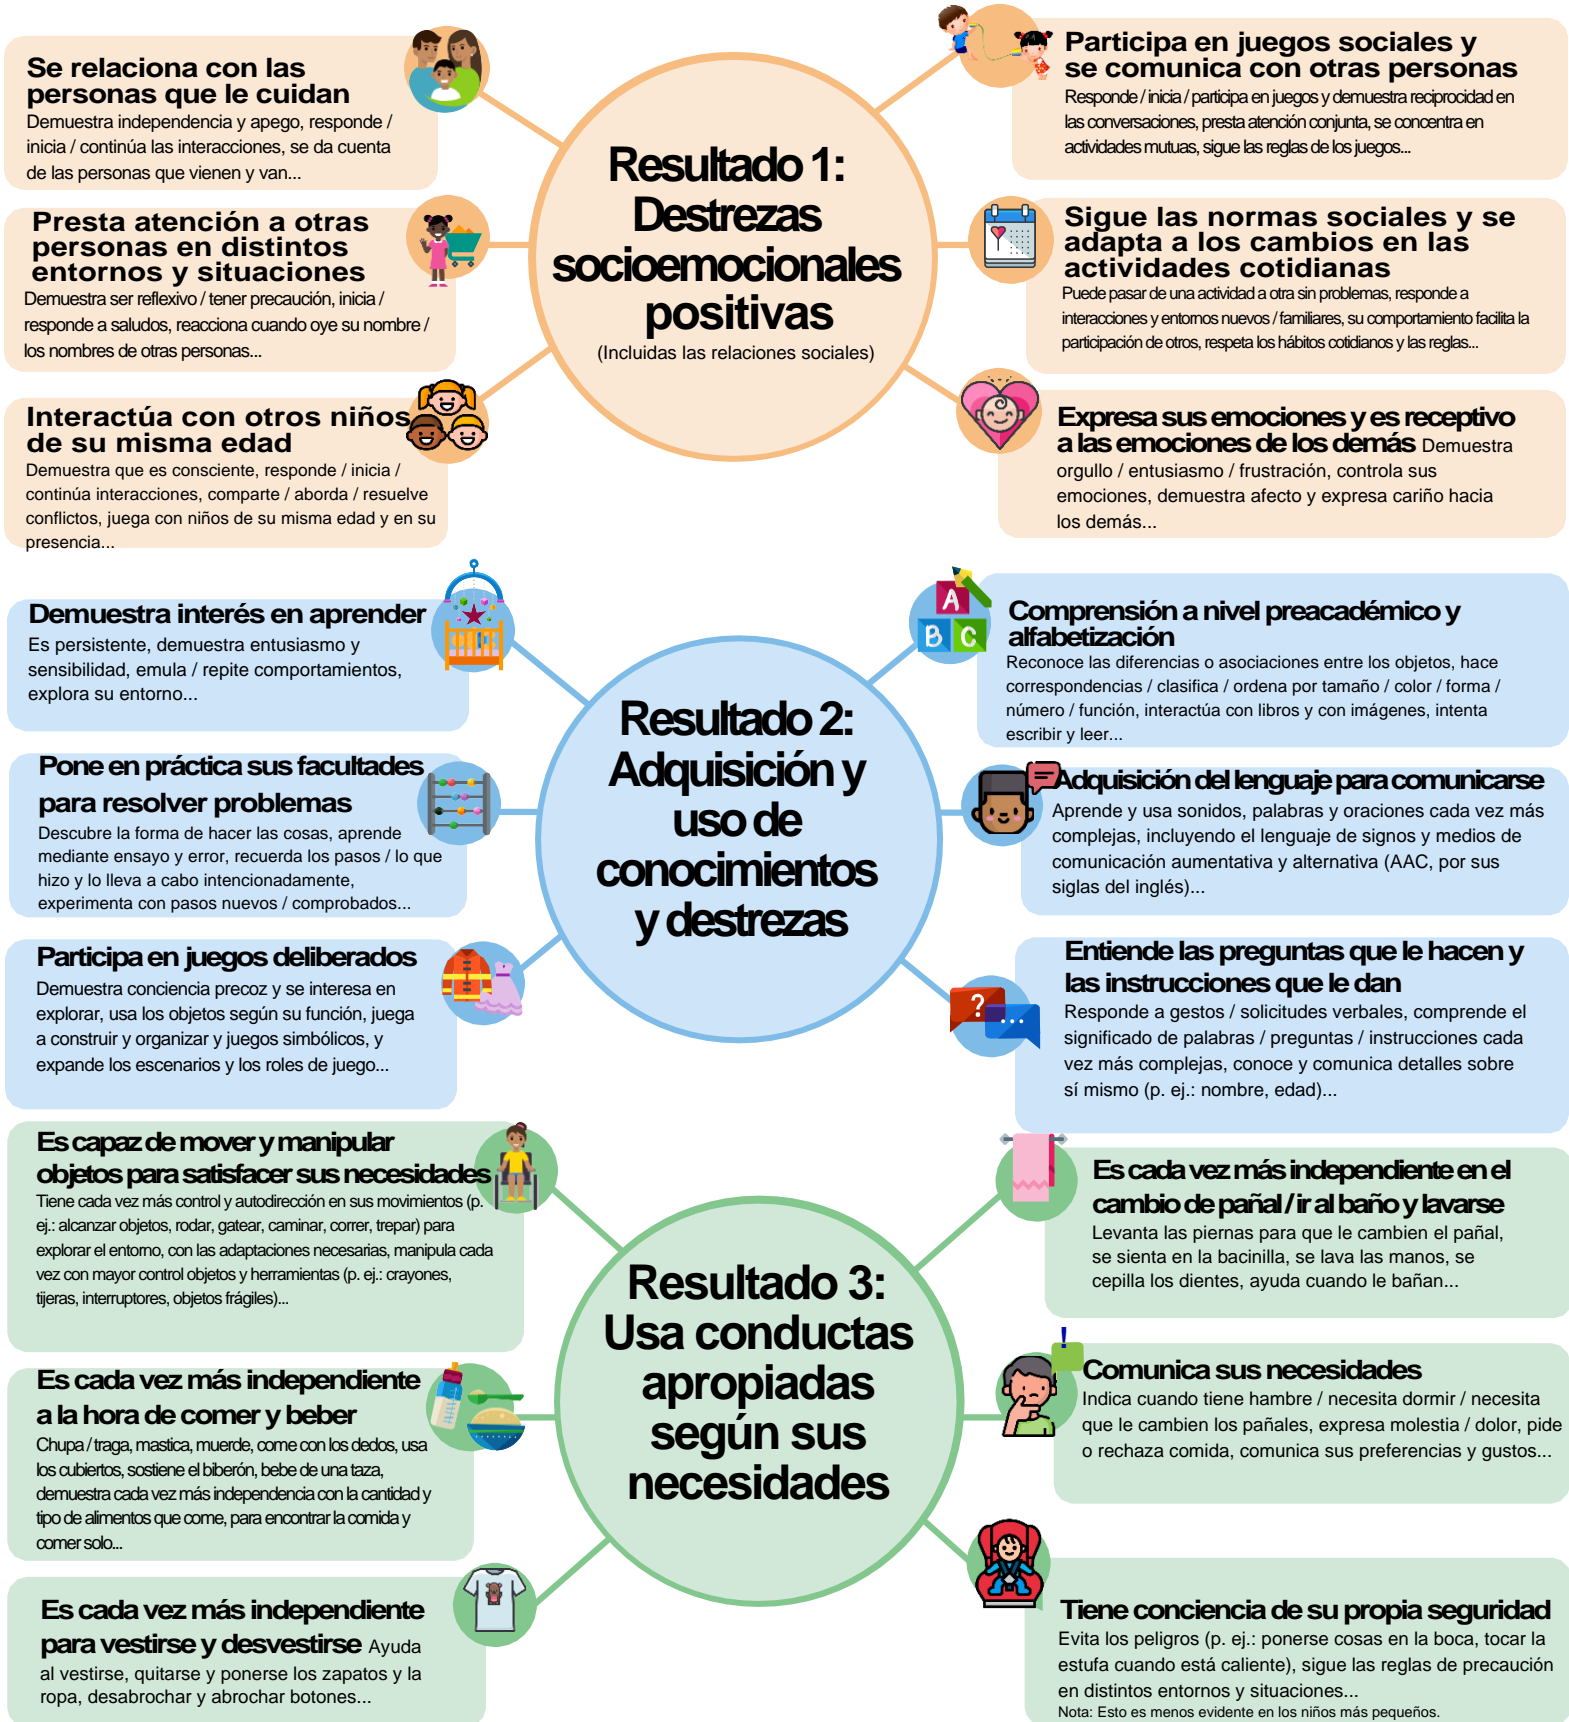 Se relaciona con las
personas que le cuidan
Demuestra independencia y apego, responde /
inicia / continúa las interacciones, se da cuenta
de las personas que vienen y van...
Presta atención a otras
personas en distintos
entornos y situaciones
Demuestra ser reflexivo / tener precaución, inicia /
responde a saludos, reacciona cuando oye su nombre /
los nombres de otras personas...
Interactúa con otros niños
de su misma edad
Demuestra que es consciente, responde / inicia /
continúa interacciones, comparte / aborda / resuelve
conflictos, juega con niños de su misma edad y en su
presencia...
Resultado 1:
Destrezas
socioemocionales
positivas
(Incluidas las relaciones sociales)
Participa en juegos sociales y
se comunica con otras personas
Responde / inicia / participa en juegos y demuestra reciprocidad en
las conversaciones, presta atención conjunta, se concentra en
actividades mutuas, sigue las reglas de los juegos...
Sigue las normas sociales y se
adapta a los cambios en las
actividades cotidianas
Puede pasar de una actividad a otra sin problemas, responde a
interacciones y entornos nuevos / familiares, su comportamiento facilita la
participación de otros, respeta los hábitos cotidianos y las reglas...
Expresa sus emociones y es receptivo
a las emociones de los demás Demuestra
orgullo / entusiasmo / frustración, controla sus
emociones, demuestra afecto y expresa cariño hacia
los demás...
Demuestra interés en aprender
Es persistente, demuestra entusiasmo y
sensibilidad, emula / repite comportamientos,
explora su entorno...
Pone en práctica sus facultades
para resolver problemas
Descubre la forma de hacer las cosas, aprende
mediante ensayo y error, recuerda los pasos / lo que
hizo y lo lleva a cabo intencionadamente,
experimenta con pasos nuevos / comprobados...
Participa en juegos deliberados
Demuestra conciencia precoz y se interesa en
explorar, usa los objetos según su función, juega
a construir y organizar y juegos simbólicos, y
expande los escenarios y los roles de juego...
Resultado 2:
Adquisición y
uso de
conocimientos
y destrezas
A
B C
Comprensión a nivel preacadémico y
alfabetización
Reconoce las diferencias o asociaciones entre los objetos, hace
correspondencias / clasifica / ordena por tamaño / color / forma /
número / función, interactúa con libros y con imágenes, intenta
escribir y leer...
Adquisición del lenguaje para comunicarse
Aprende y usa sonidos, palabras y oraciones cada vez más
complejas, incluyendo el lenguaje de signos y medios de
comunicación aumentativa y alternativa (AAC, por sus
siglas del inglés)...
? ...
Entiende las preguntas que le hacen y
las instrucciones que le dan
Responde a gestos / solicitudes verbales, comprende el
significado de palabras / preguntas / instrucciones cada
vez más complejas, conoce y comunica detalles sobre
sí mismo (p. ej.: nombre, edad)...
Es capaz de mover y manipular
objetos para satisfacer sus necesidades
Tiene cada vez más control y autodirección en sus movimientos (p.
ej.: alcanzar objetos, rodar, gatear, caminar, correr, trepar) para
explorar el entorno, con las adaptaciones necesarias, manipula cada
vez con mayor control objetos y herramientas (p. ej.: crayones,
tijeras, interruptores, objetos frágiles)...
Es cada vez más independiente
a la hora de comer y beber
Chupa / traga, mastica, muerde, come con los dedos, usa
los cubiertos, sostiene el biberón, bebe de una taza,
demuestra cada vez más independencia con la cantidad y
tipo de alimentos que come, para encontrar la comida y
comer solo...
Es cada vez más independiente
para vestirse y desvestirse Ayuda
al vestirse, quitarse y ponerse los zapatos y la
ropa, desabrochar y abrochar botones...
Resultado 3:
Usa conductas
apropiadas
según sus
necesidades
Es cada vez más independiente en el
cambio de pañal / ir al baño y lavarse
Levanta las piernas para que le cambien el pañal,
se sienta en la bacinilla, se lava las manos, se
cepilla los dientes, ayuda cuando le bañan...
!
Comunica sus necesidades
Indica cuando tiene hambre / necesita dormir / necesita
que le cambien los pañales, expresa molestia / dolor, pide
o rechaza comida, comunica sus preferencias y gustos...
Tiene conciencia de su propia seguridad
Evita los peligros (p. ej.: ponerse cosas en la boca, tocar la
estufa cuando está caliente), sigue las reglas de precaución
en distintos entornos y situaciones...
Nota: Esto es menos evidente en los niños más pequeños.